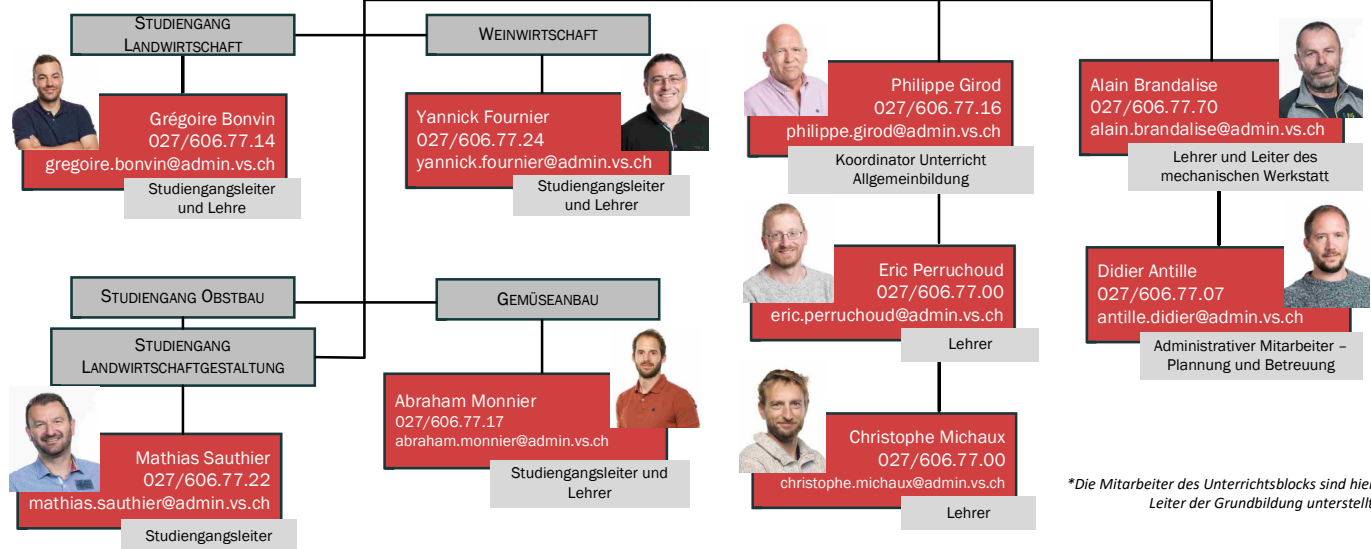 STUDIENGANG
LANDWIRTSCHAFT
Grégoire Bonvin
027/606.77.14
gregoire.bonvin@admin.vs.ch
Studiengangsleiter
und Lehre
WEINWIRTSCHAFT
Yannick Fournier
027/606.77.24
yannick.fournier@admin.vs.ch
Studiengangsleiter
und Lehrer
Philippe Girod
027/606.77.16
philippe.girod@admin.vs.ch
Koordinator Unterricht
Allgemeinbildung
Alain Brandalise
027/606.77.70
alain.brandalise@admin.vs.ch
Lehrer und Leiter des
mechanischen Werkstatt
STUDIENGANG OBSTBAU
STUDIENGANG
LANDWIRTSCHAFTGESTALTUNG
Mathias Sauthier
027/606.77.22
mathias.sauthier@admin.vs.ch
Studiengangsleiter
GEMÜSEANBAU
Abraham Monnier
027/606.77.17
abraham.monnier@admin.vs.ch
Studiengangsleiter und
Lehrer
Eric Perruchoud
027/606.77.00
eric.perruchoud@admin.vs.ch
Lehrer
Christophe Michaux
027/606.77.00
christophe.michaux@admin.vs.ch
Lehrer
Didier Antille
027/606.77.07
antille.didier@admin.vs.ch
Administrativer Mitarbeiter –
Plannung und Betreuung
*Die Mitarbeiter des Unterrichtsblocks sind hier
Leiter der Grundbildung unterstellt